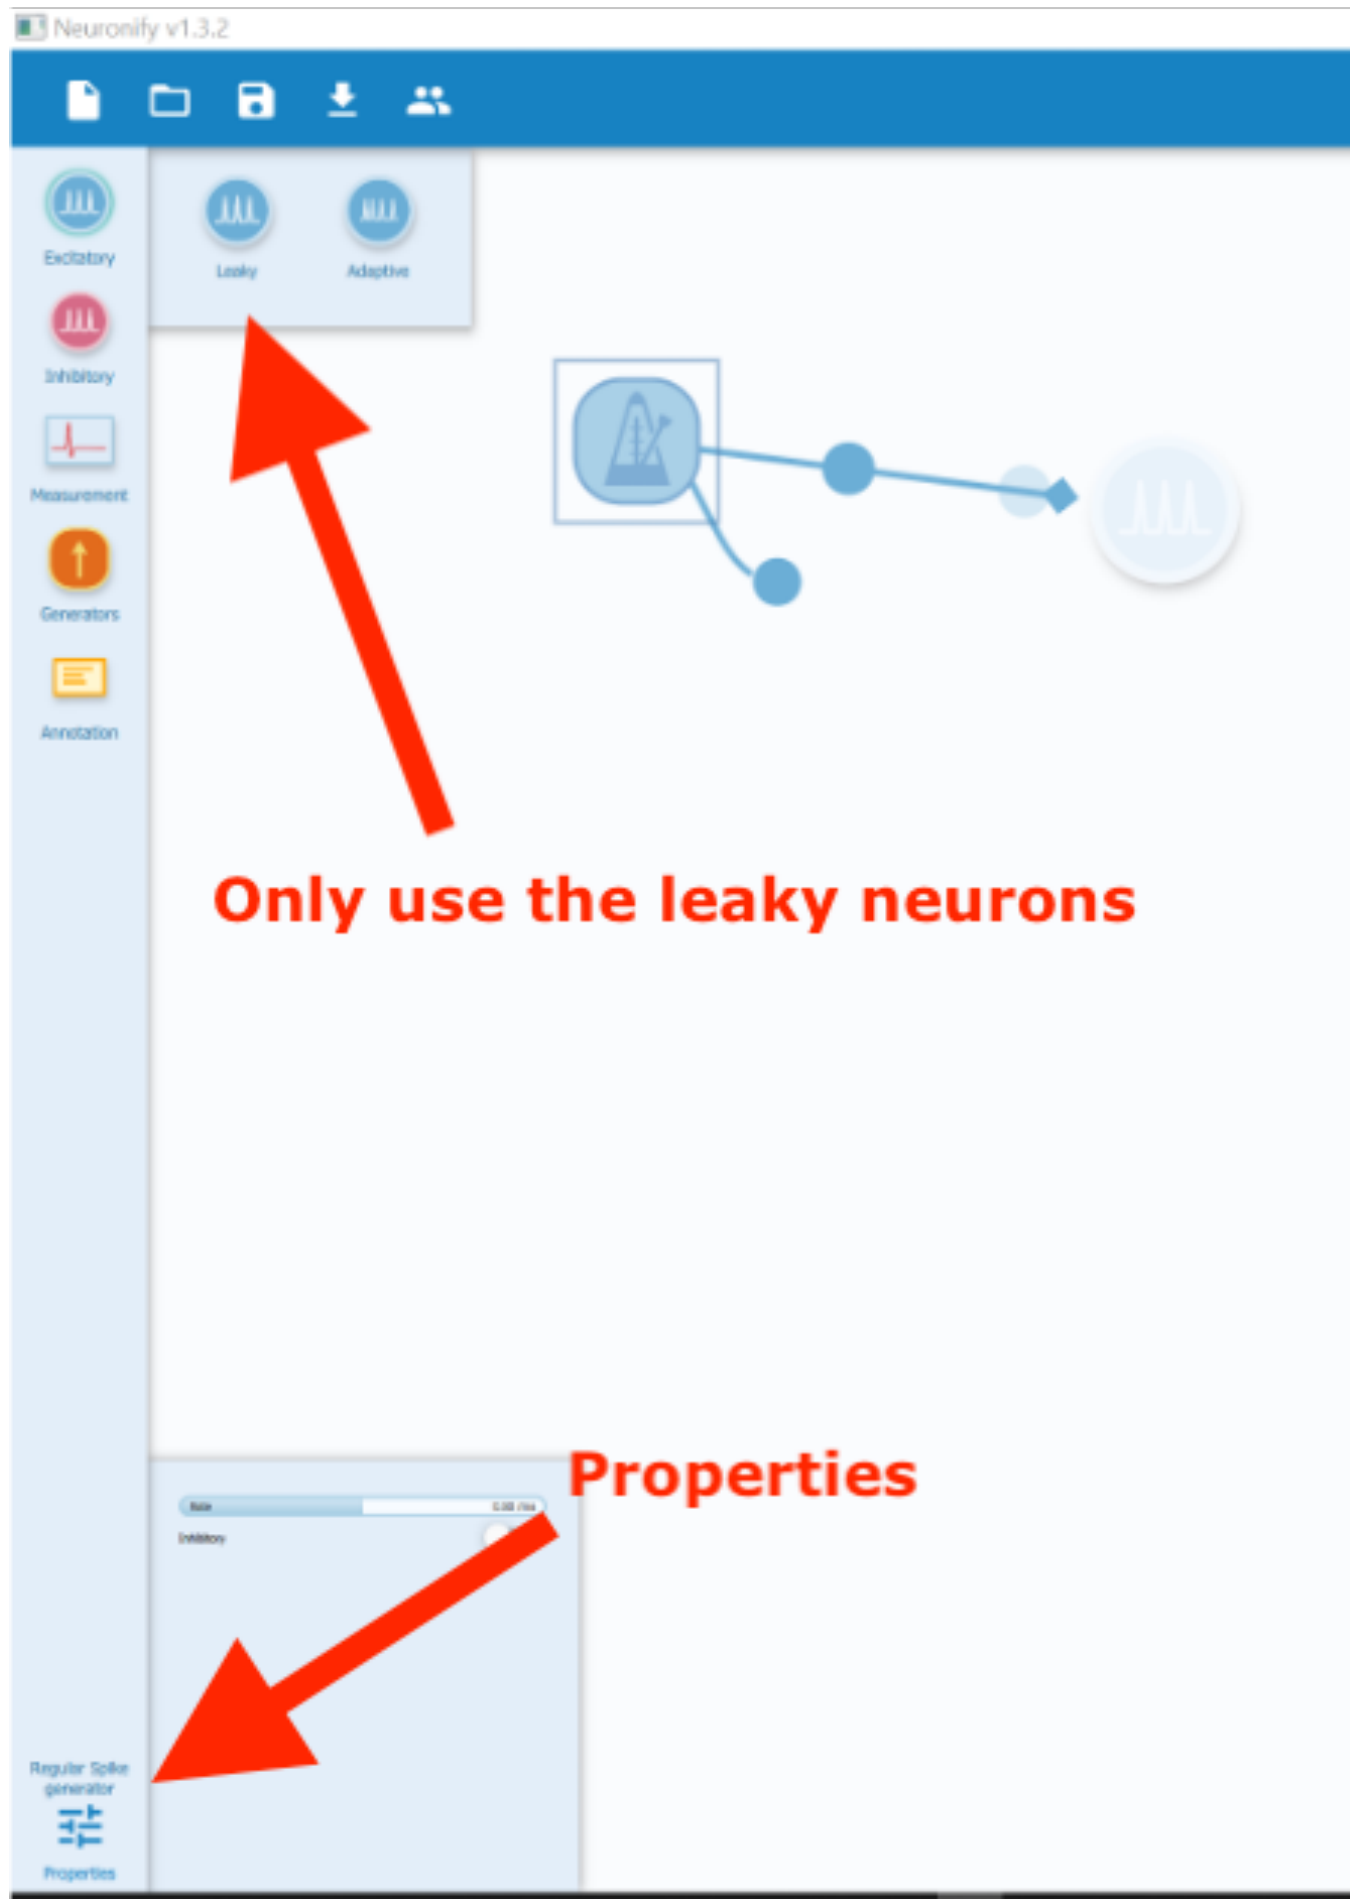 Neuronify v1.3.2
Excitatory
Leaky
Adaptive
Inhibitory
Measurement
Generators
Annotation
Only use the leaky neurons
Properties
Rate
Inhibitory
Regular Spike
generator
Properties